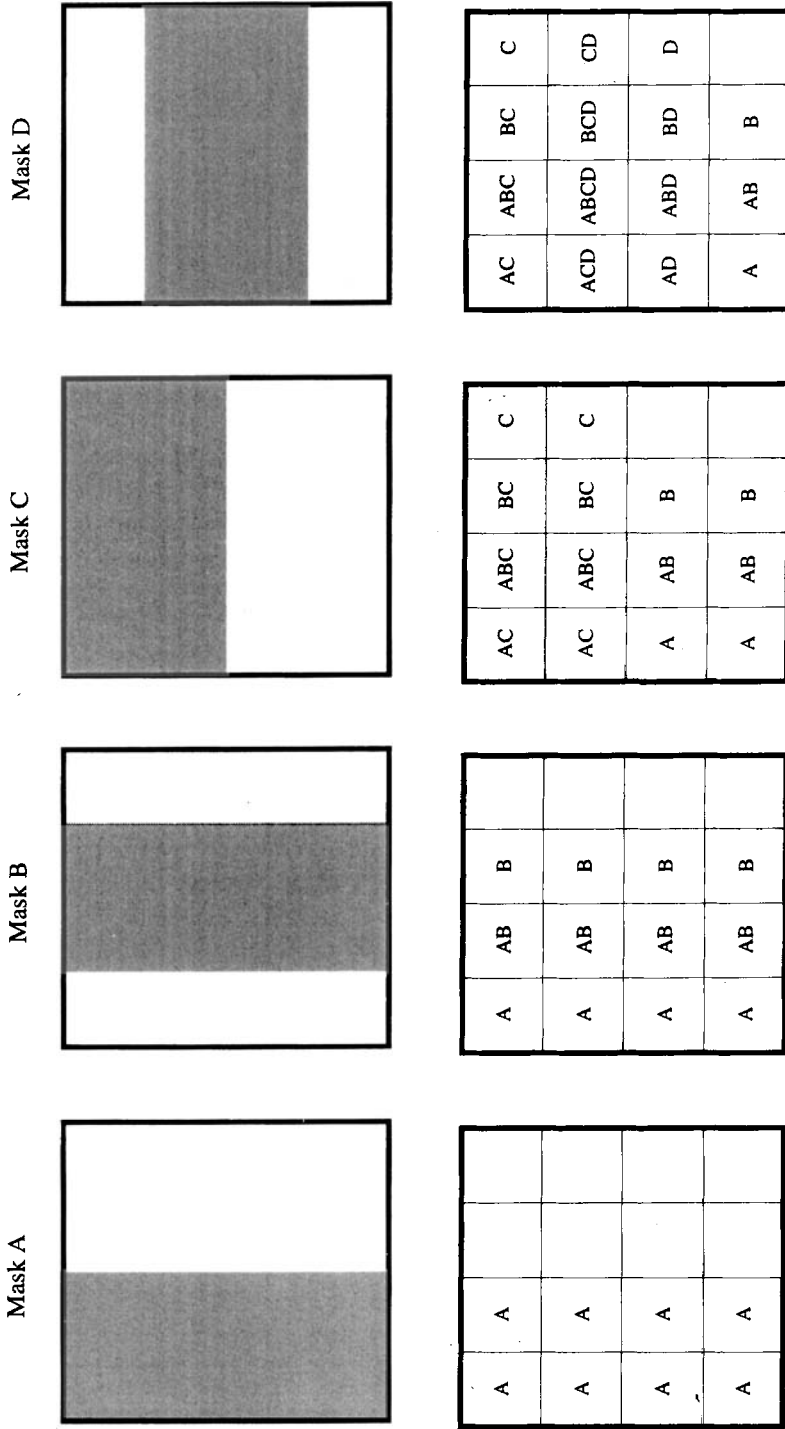 Mask A Mask B Mask C Mask D
A A A AB B AC ABC BC C AC ABC BC C
A A A AB B AC ABC BC C ACD ABCD BCD CD
A A A AB B A AB B AD ABD BD D
A A A AB B A AB B A AB B